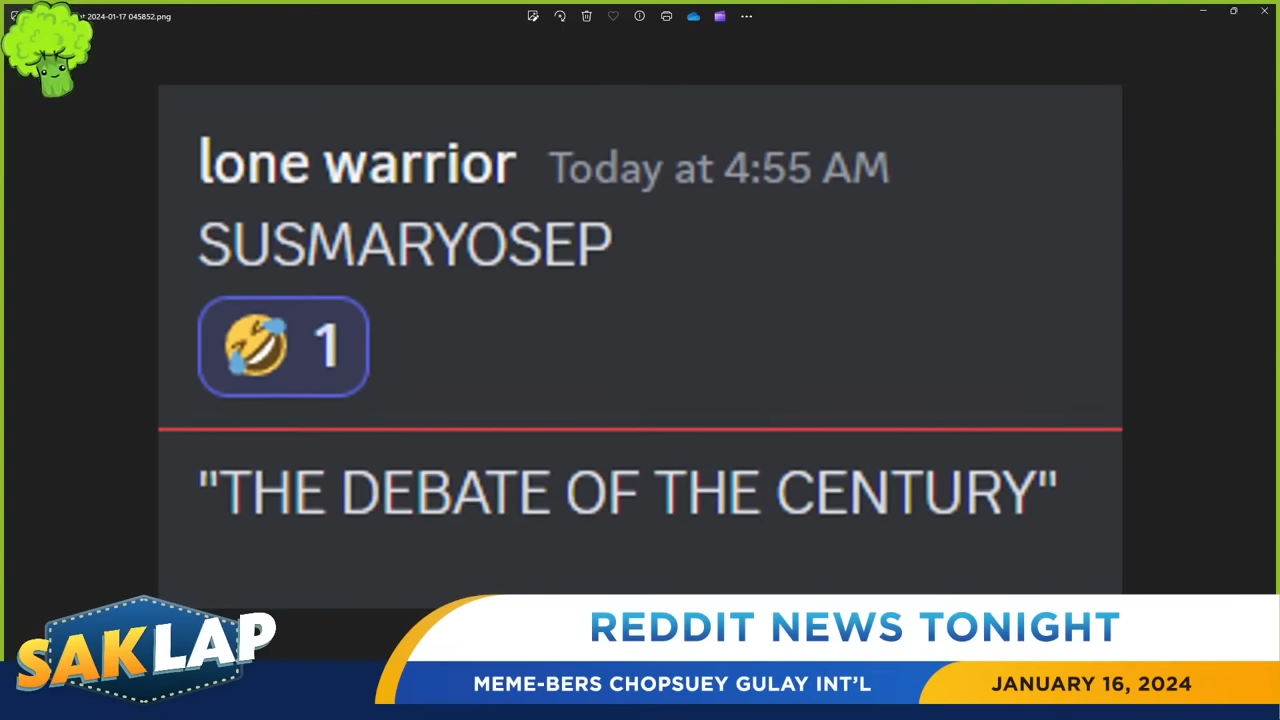 t 2024-01-17 045852.png
lone warrior Today at 4:55 AM
SUSMARYOSEP
1
"THE DEBATE OF THE CENTURY"
SAKLAP
REDDIT NEWS TONIGHT
MEME-BERS CHOPSUEY GULAY INT'L
JANUARY 16, 2024